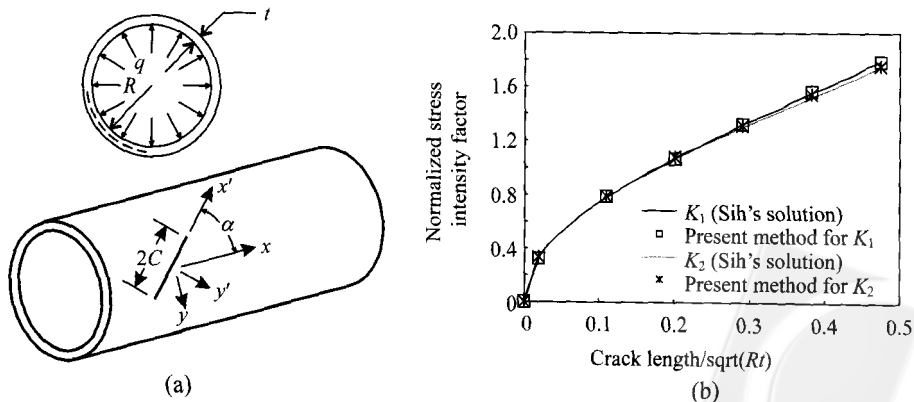 t
q
R
x'
α
x
2C
y'
y
(a)
Normalized stress
intensity factor
2.0
1.6
1.2
0.8
0.4
0
K₁ (Sih's solution)
Present method for K₁
K₂ (Sih's solution)
Present method for K₂
0 0.1 0.2 0.3 0.4 0.5
Crack length/sqrt(Rt)
(b)